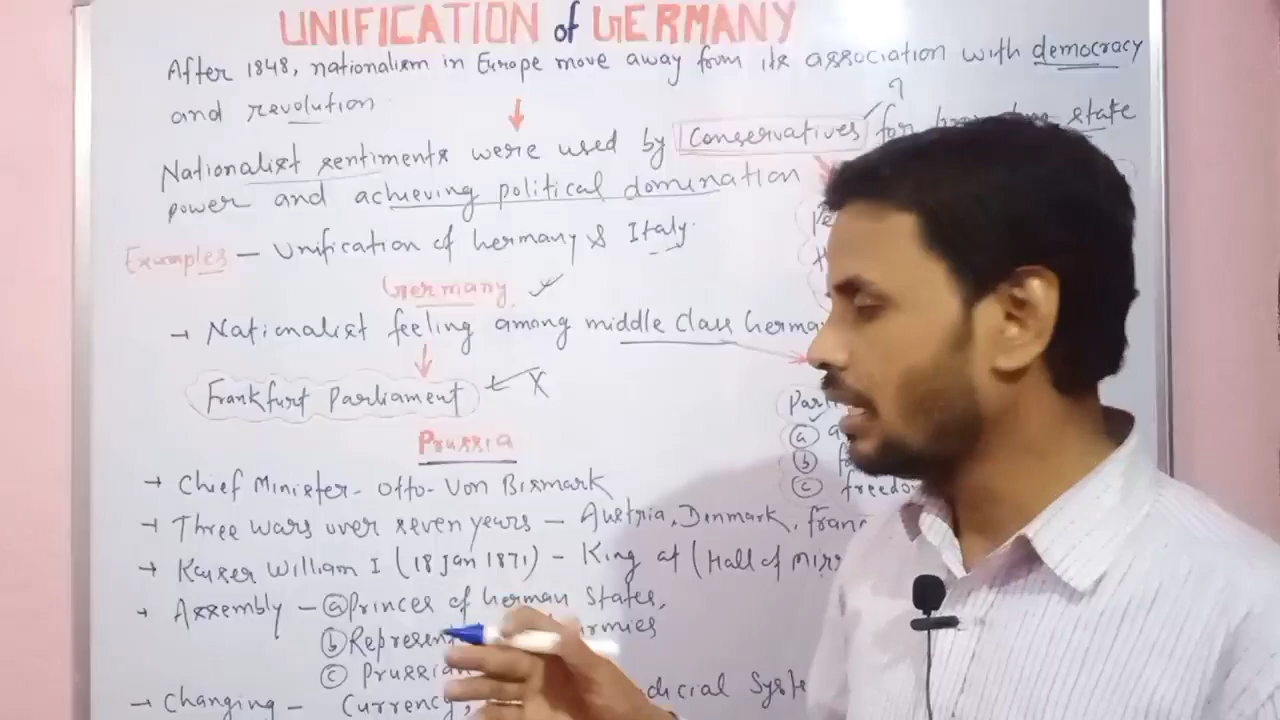 UNIFICATION of GERMANY
After 1848, nationalism in Europe move away from its association with democracy
and revolution
Nationalist sentiments were used by Conservatives for state
power and achieving political domination
Examples - Unification of Germany & Italy.
Germany
→ Nationalist feeling among middle class Germa
Frankfurt Parliament X
Prussia
→ Chief Minister - Otto-Von Bismark
→ Three wars over seven years - Austria, Denmark, Franc
→ Kaiser William I (18 Jan 1871) - King at (Hall of Mirr
→ Assembly - (a) Princes of German States,
(b) Represent armies
(c) Prussian
→ Changing - Currency, dicial Syste
(a)
(b)
(c) freedo